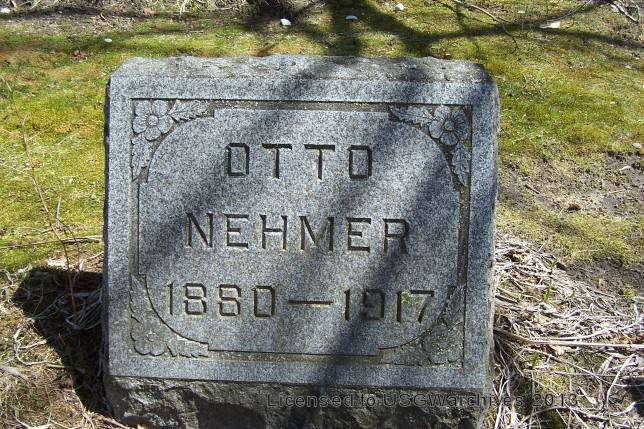 OTTO
NEHMER
1880—1917
Licensed to USGWarchives 2013